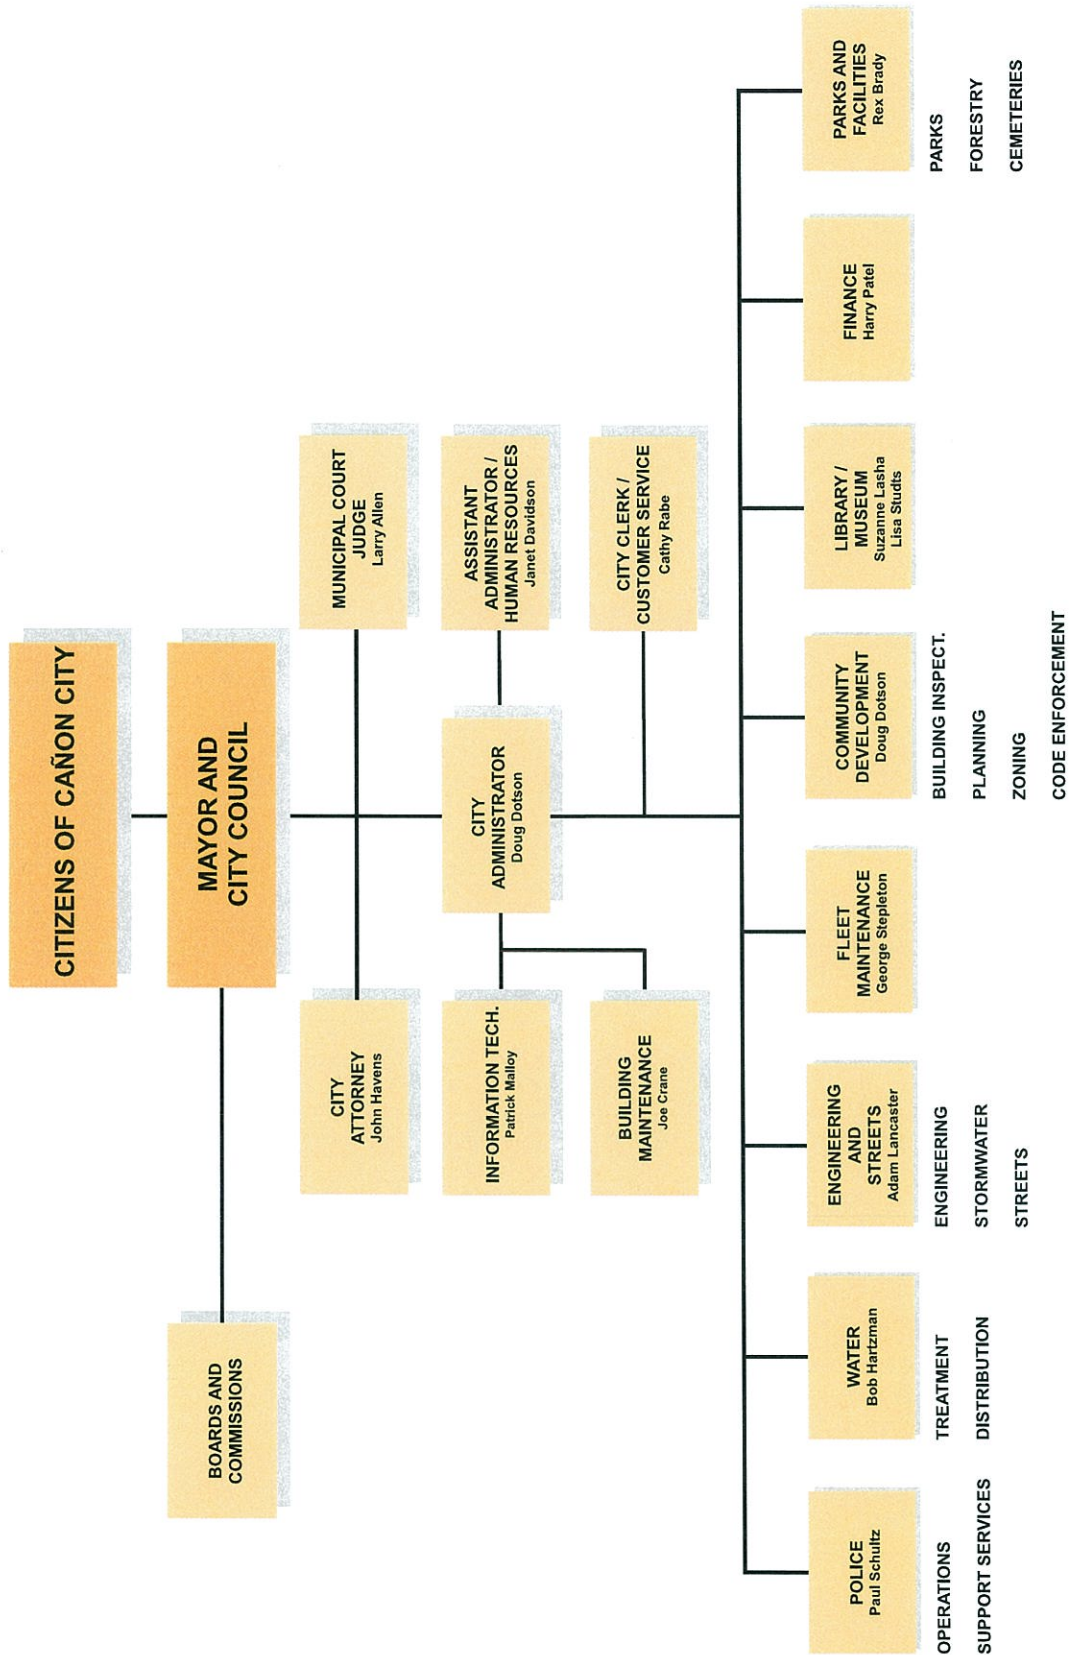 CITIZENS OF CAÑON CITY
MAYOR AND
CITY COUNCIL
BOARDS AND
COMMISSIONS
CITY
ATTORNEY
John Havens
MUNICIPAL COURT
JUDGE
Larry Allen
INFORMATION TECH.
Patrick Malloy
CITY
ADMINISTRATOR
Doug Dotson
ASSISTANT
ADMINISTRATOR /
HUMAN RESOURCES
Janet Davidson
BUILDING
MAINTENANCE
Joe Crane
CITY CLERK /
CUSTOMER SERVICE
Cathy Rabe
POLICE
Paul Schultz
OPERATIONS
SUPPORT SERVICES
WATER
Bob Hartzman
TREATMENT
DISTRIBUTION
ENGINEERING
AND
STREETS
Adam Lancaster
ENGINEERING
STORMWATER
STREETS
FLEET
MAINTENANCE
George Stepleton
COMMUNITY
DEVELOPMENT
Doug Dotson
BUILDING INSPECT.
PLANNING
ZONING
CODE ENFORCEMENT
LIBRARY /
MUSEUM
Suzanne Lasha
Lisa Studts
FINANCE
Harry Patel
PARKS AND
FACILITIES
Rex Brady
PARKS
FORESTRY
CEMETERIES